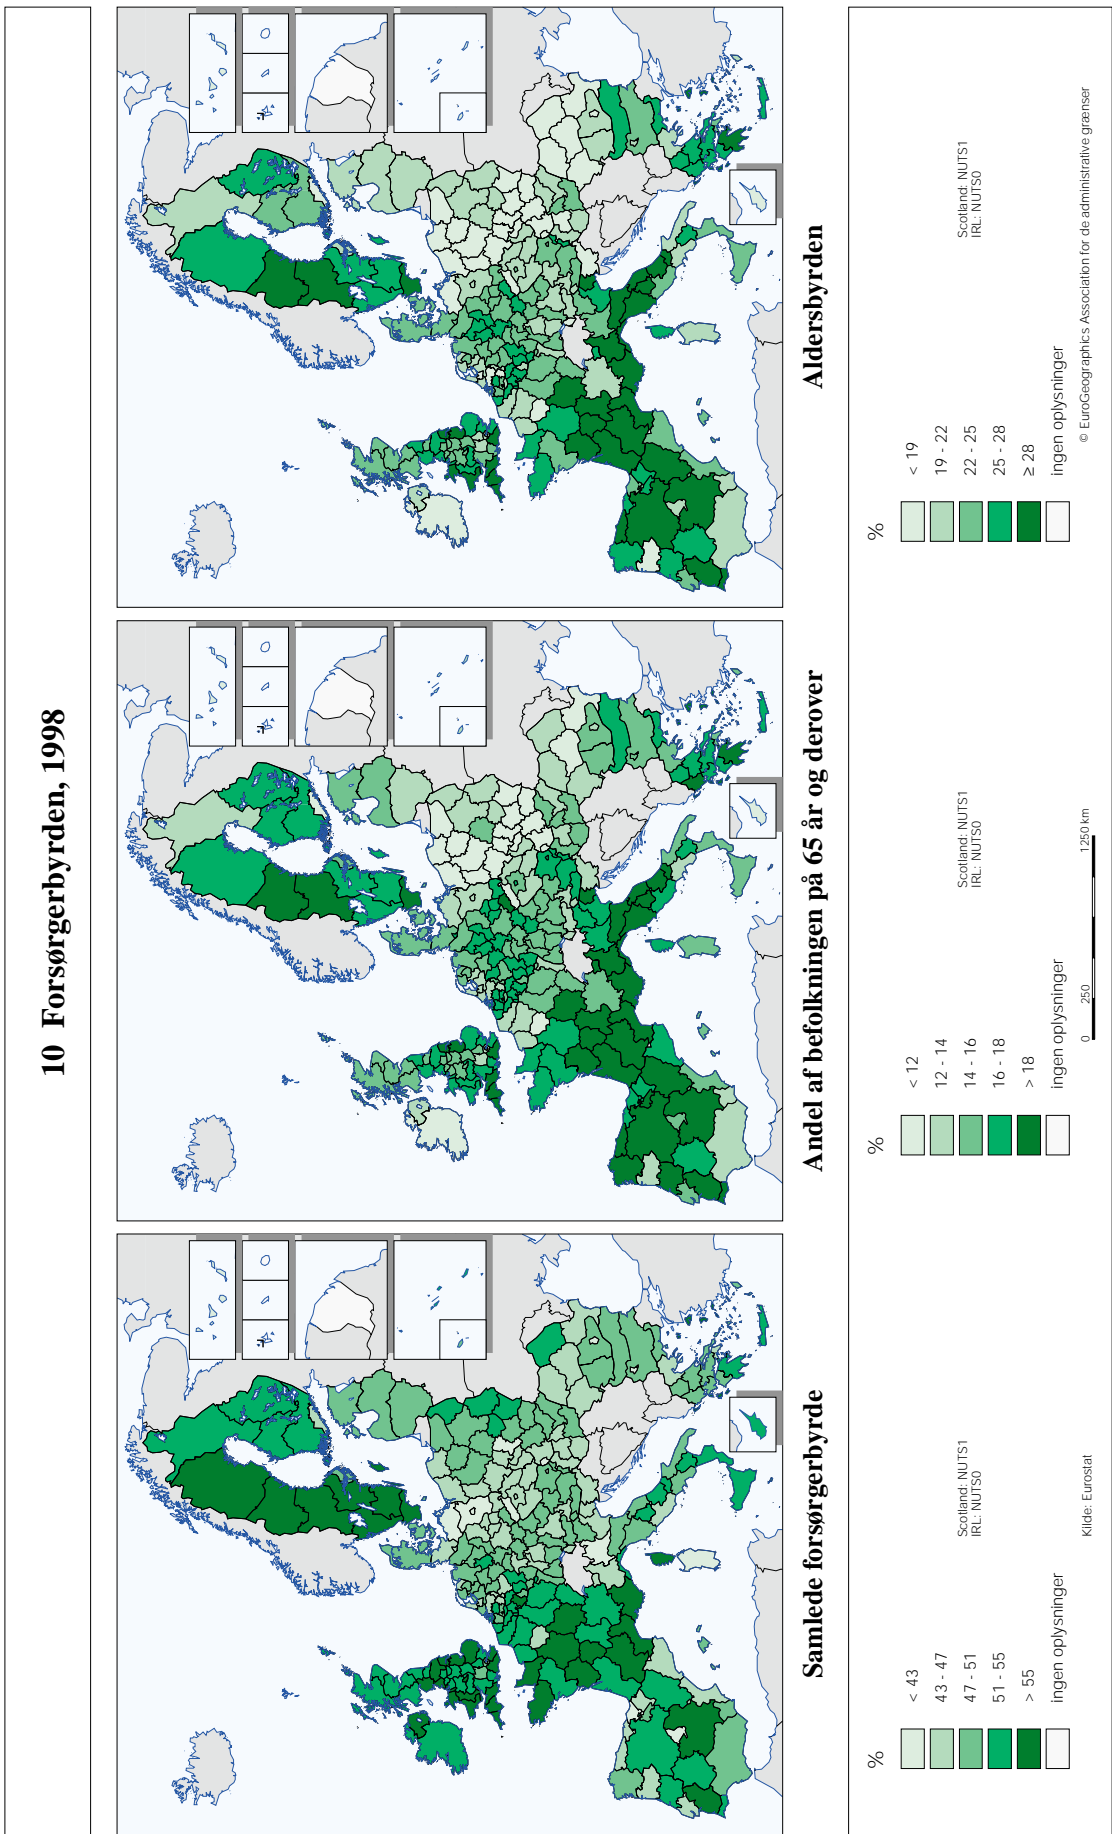 10 Forsørgerbyrden, 1998
Samlede forsørgerbyrde
Andel af befolkningen på 65 år og derover
Aldersbyrden
%
< 43
43 - 47
47 - 51
51 - 55
> 55
ingen oplysninger
Scotland: NUTS1
IRL: NUTS0
Kilde: Eurostat
%
< 12
12 - 14
14 - 16
16 - 18
> 18
ingen oplysninger
Scotland: NUTS1
IRL: NUTS0
0 250 1250 km
%
< 19
19 - 22
22 - 25
25 - 28
≥ 28
ingen oplysninger
Scotland: NUTS1
IRL: NUTS0
© EuroGeographics Association for de administrative grænser